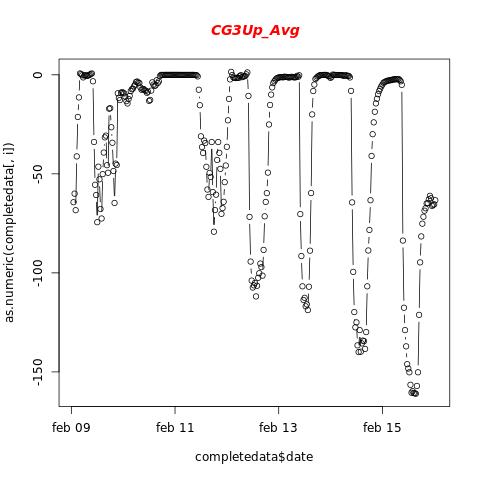 CG3Up_Avg
as.numeric(completedata[, i])
0
-50
-100
-150
feb 09
feb 11
feb 13
feb 15
completedata$date